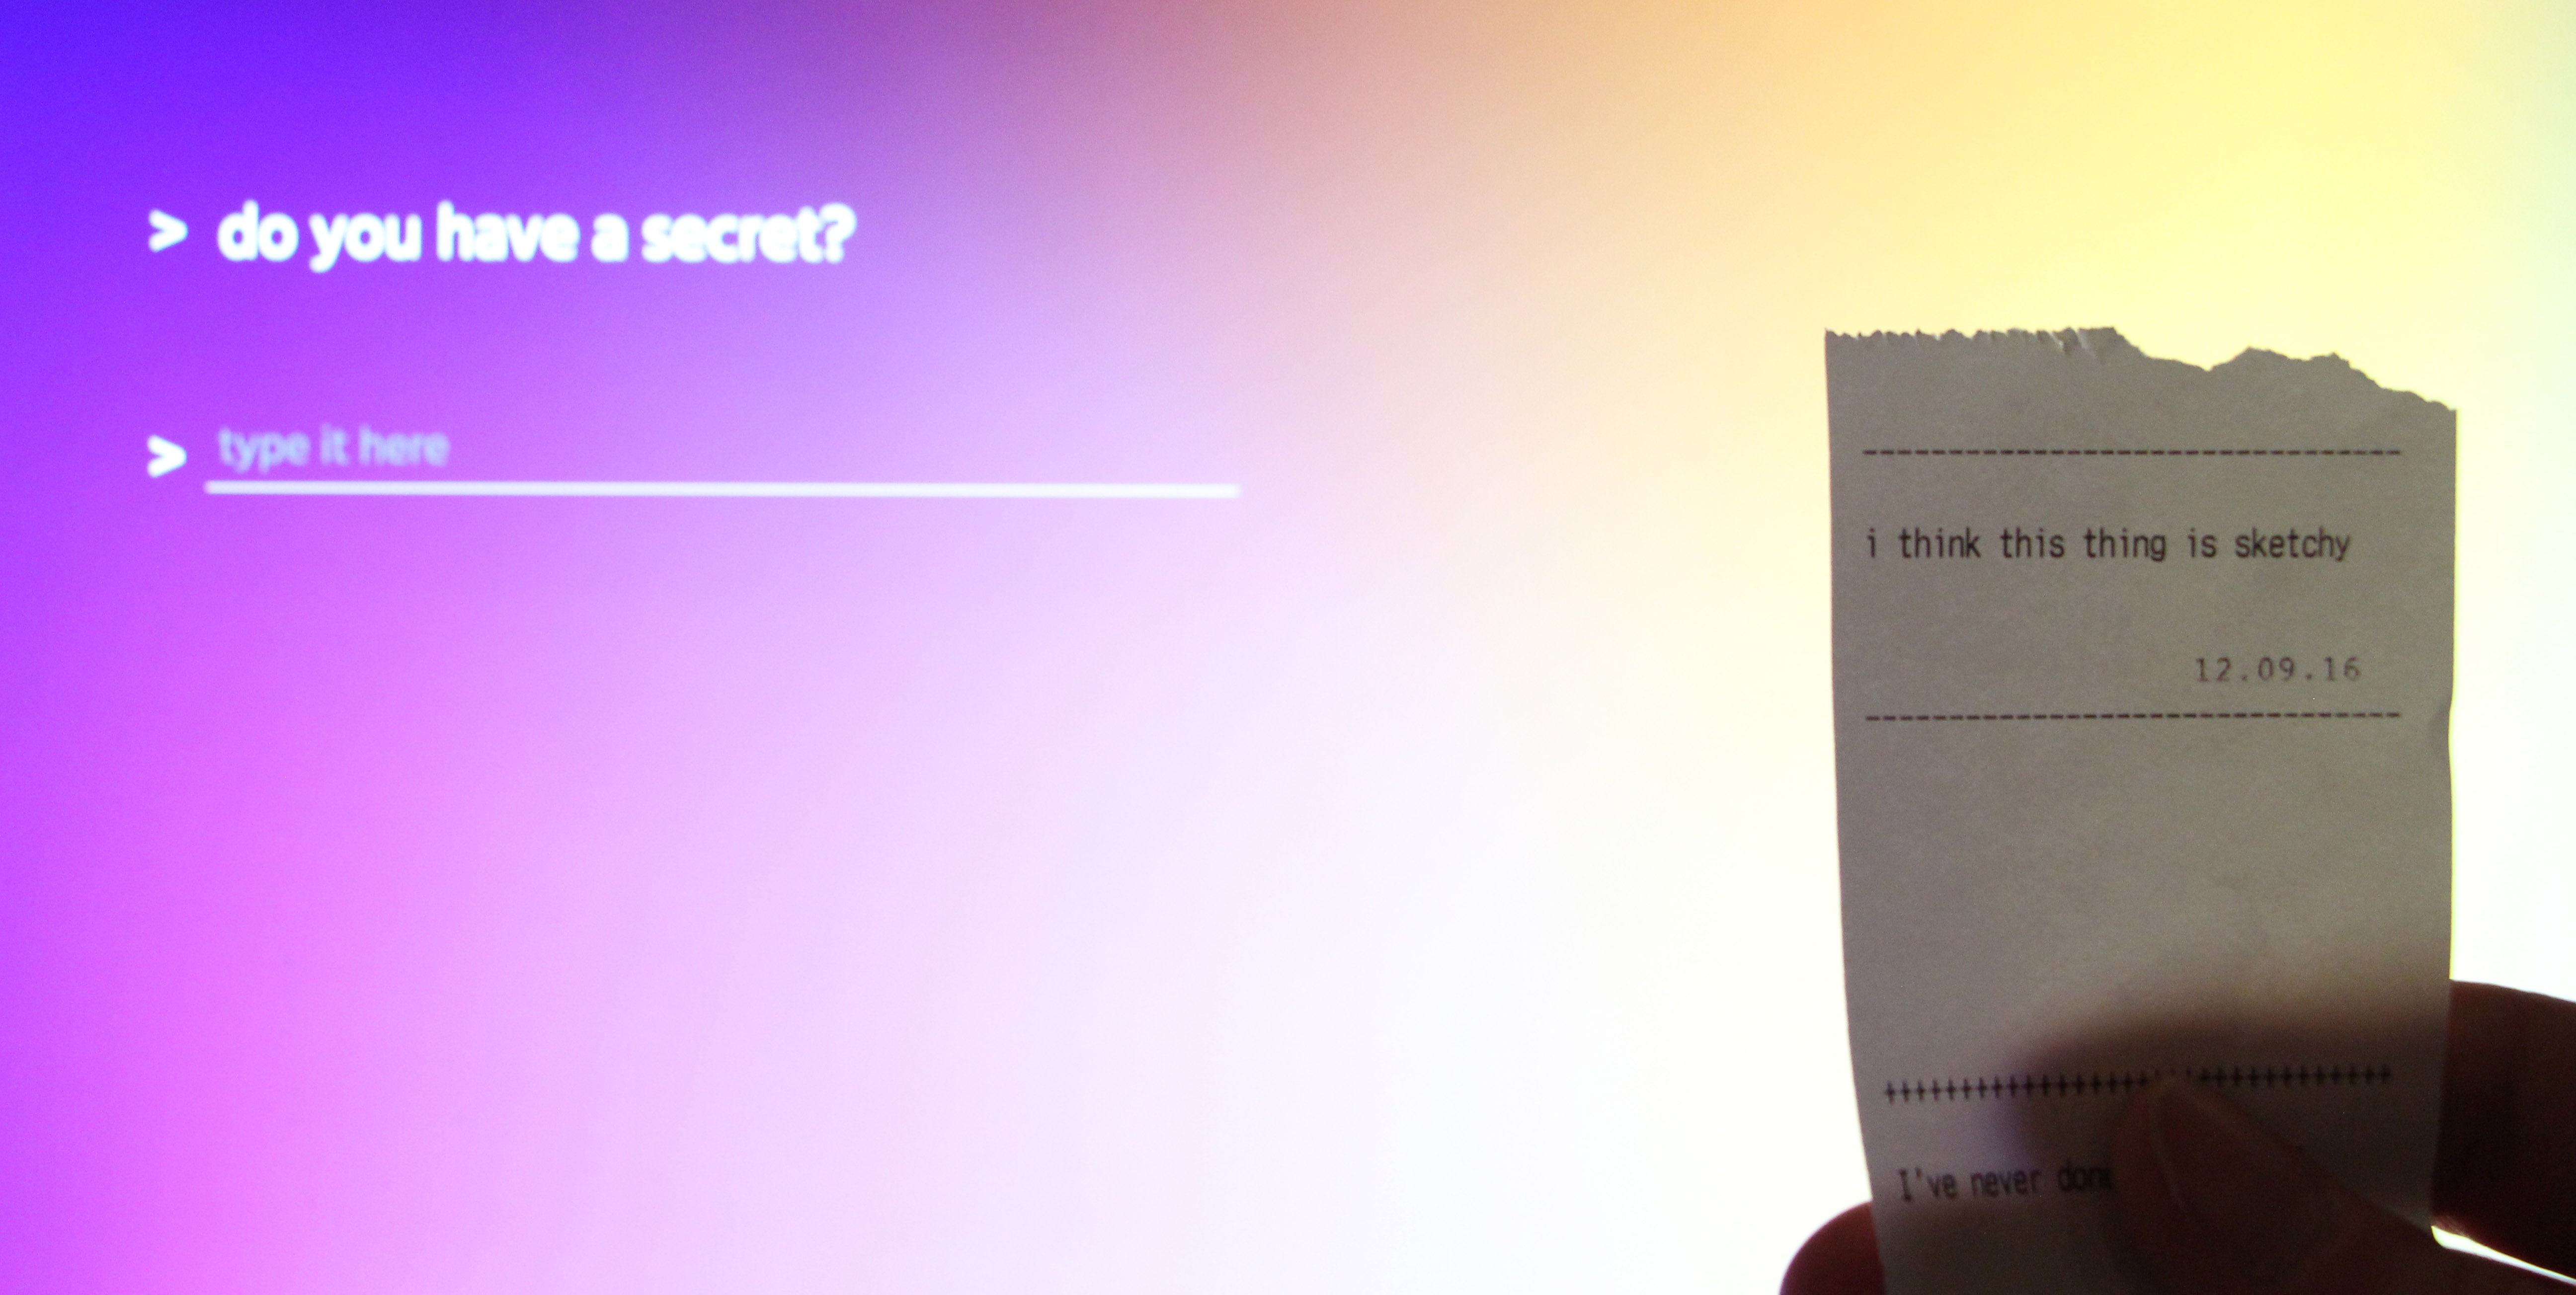 > do you have a secret?
> type it here
--------------------------------
i think this thing is sketchy
12.09.16
--------------------------------
++++++++++++++++++++++++++++++++
I've never